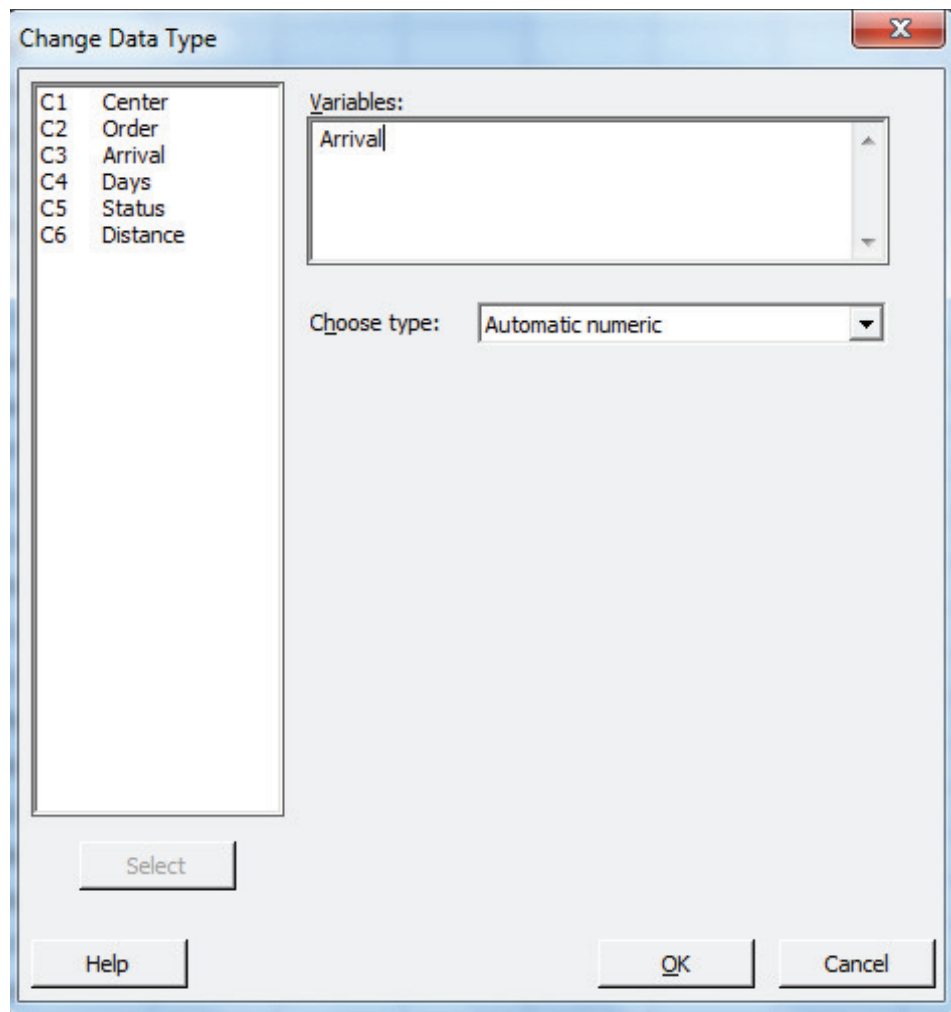 Change Data Type
C1 Center
C2 Order
C3 Arrival
C4 Days
C5 Status
C6 Distance
Variables:
Arrival
Choose type: Automatic numeric
Select
Help OK Cancel